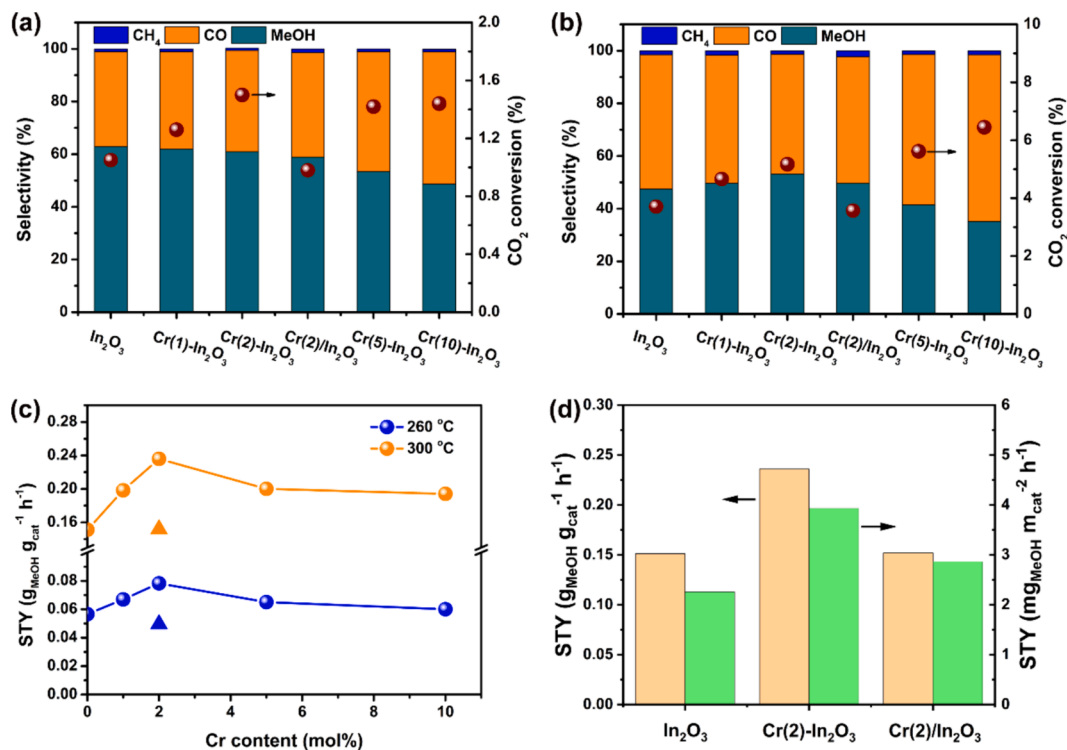 (a)
CH₄ CO MeOH
Selectivity (%)
100
80
60
40
20
0
2.0
1.6
1.2
0.8
0.4
0.0
CO₂ conversion (%)
In₂O₃
Cr(1)-In₂O₃
Cr(2)-In₂O₃
Cr(2)/In₂O₃
Cr(5)-In₂O₃
Cr(10)-In₂O₃
(b)
CH₄ CO MeOH
Selectivity (%)
100
80
60
40
20
0
10
8
6
4
2
0
CO₂ conversion (%)
In₂O₃
Cr(1)-In₂O₃
Cr(2)-In₂O₃
Cr(2)/In₂O₃
Cr(5)-In₂O₃
Cr(10)-In₂O₃
(c)
260 °C
300 °C
STY (g_MeOH g_cat⁻¹ h⁻¹)
0.28
0.24
0.20
0.16
0.08
0.06
0.04
0.02
0.00
0 2 4 6 8 10
Cr content (mol%)
(d)
STY (g_MeOH g_cat⁻¹ h⁻¹)
0.30
0.25
0.20
0.15
0.10
0.05
0.00
6
5
4
3
2
1
0
STY (mg_MeOH m_cat⁻² h⁻¹)
In₂O₃ Cr(2)-In₂O₃ Cr(2)/In₂O₃